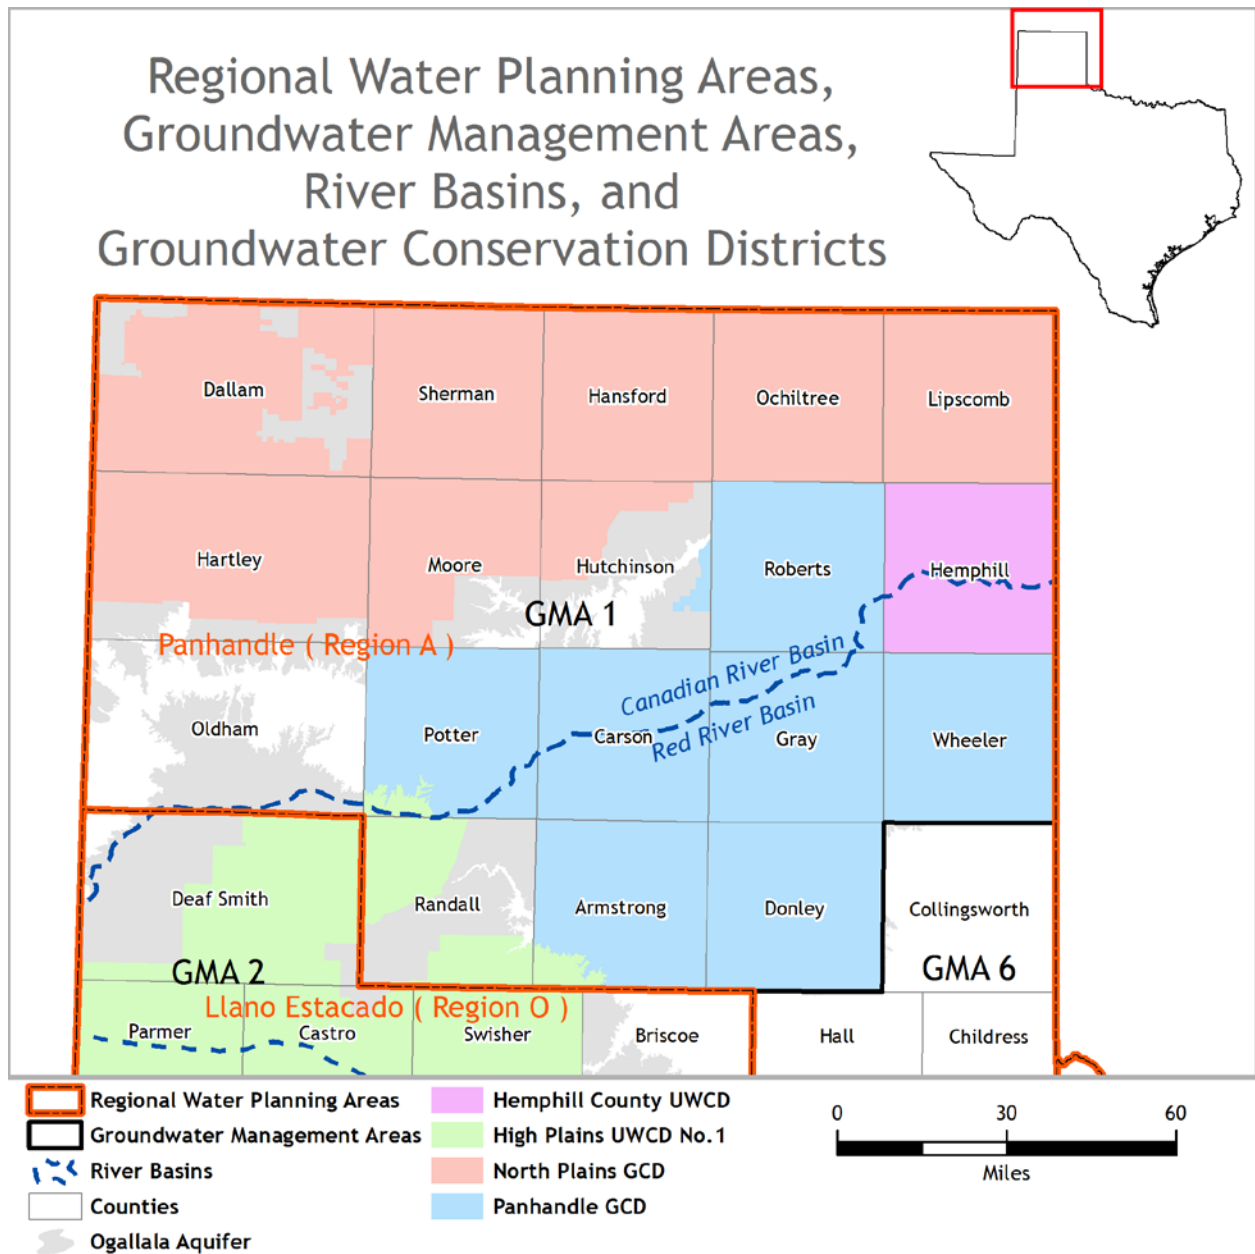 Regional Water Planning Areas,
Groundwater Management Areas,
River Basins, and
Groundwater Conservation Districts
Dallam
Sherman
Hansford
Ochiltree
Lipscomb
Hartley
Moore
Hutchinson
Roberts
Hemphill
GMA 1
Panhandle ( Region A )
Canadian River Basin
Red River Basin
Oldham
Potter
Carson
Gray
Wheeler
Deaf Smith
Randall
Armstrong
Donley
Collingsworth
GMA 2
GMA 6
Llano Estacado ( Region O )
Parmer
Castro
Swisher
Briscoe
Hall
Childress
Regional Water Planning Areas
Groundwater Management Areas
River Basins
Counties
Ogallala Aquifer
Hemphill County UWCD
High Plains UWCD No.1
North Plains GCD
Panhandle GCD
0 30 60
Miles